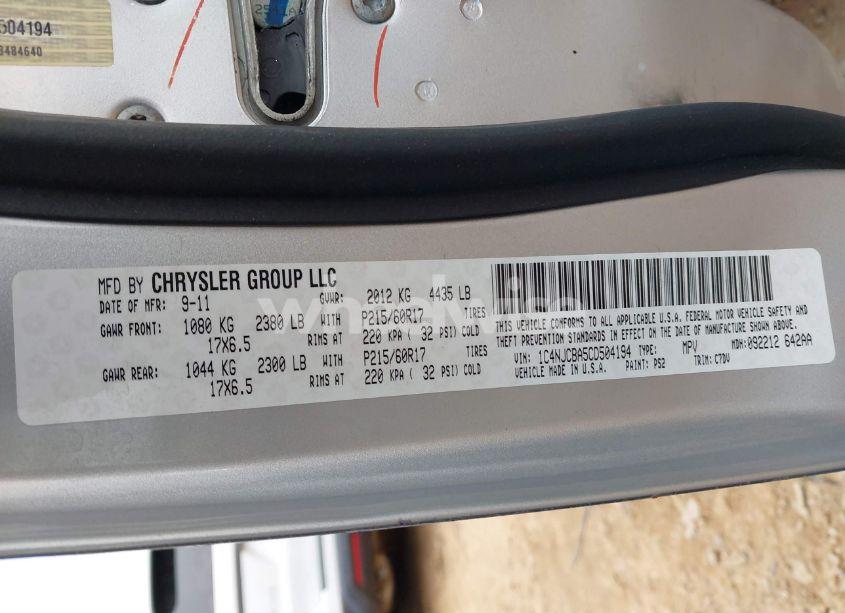 504194
8484640
MFD BY CHRYSLER GROUP LLC
DATE OF MFR: 9-11 GVWR: 2012 KG 4435 LB
GAWR FRONT: 1080 KG 2380 LB WITH P215/60R17 TIRES
17X6.5 RIMS AT 220 KPA ( 32 PSI) COLD
GAWR REAR: 1044 KG 2300 LB WITH P215/60R17 TIRES
17X6.5 RIMS AT 220 KPA ( 32 PSI) COLD
THIS VEHICLE CONFORMS TO ALL APPLICABLE U.S.A. FEDERAL MOTOR VEHICLE SAFETY AND
THEFT PREVENTION STANDARDS IN EFFECT ON THE DATE OF MANUFACTURE SHOWN ABOVE.
VIN: 1C4NJCBA5CD504194 TYPE: MPV MDH: 092212 642AA
VEHICLE MADE IN U.S.A. PAINT: PS2 TRIM: C7DV